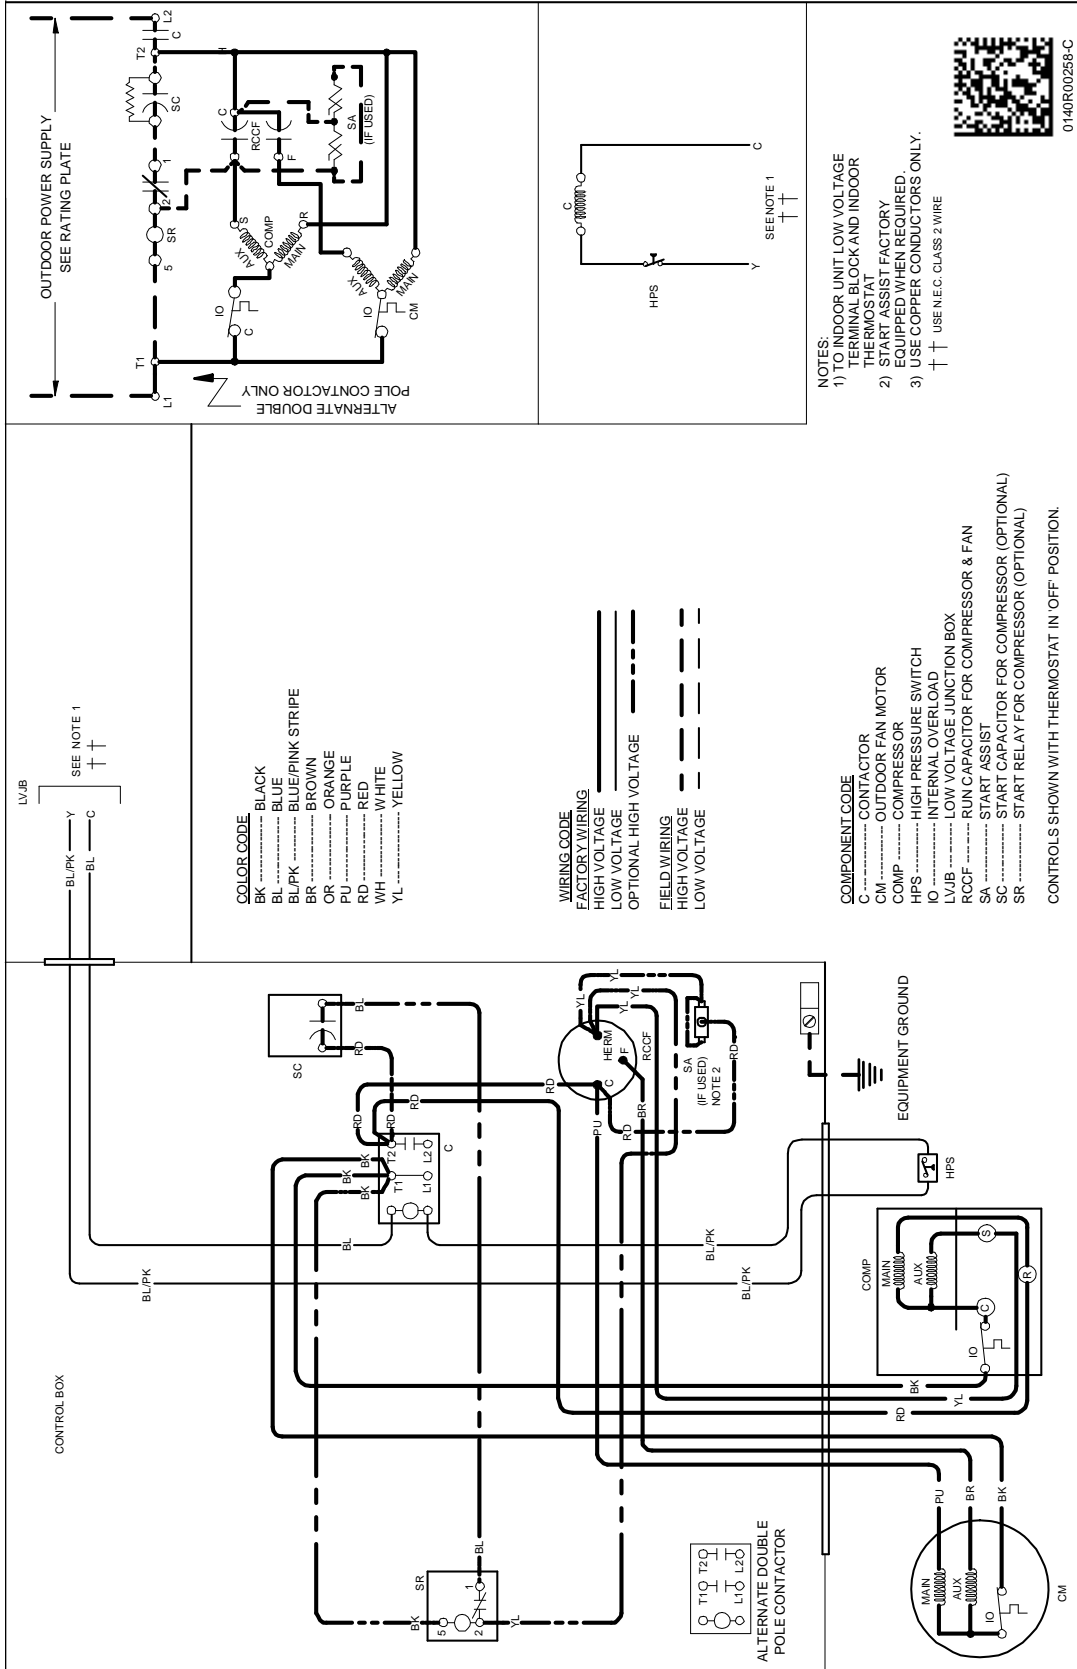 OUTDOOR POWER SUPPLY
SEE RATING PLATE
L1
T1
5
SR
2
1
SC
T2
C
L2
ALTERNATE DOUBLE
POLE CONTACTOR ONLY
H
C
RCCF
F
SA
(IF USED)
S
AUX
COMP
MAIN
R
IO
C
AUX
MAIN
IO
CM
C
HPS
Y
C
SEE NOTE 1
†† 
NOTES:
1) TO INDOOR UNIT LOW VOLTAGE
TERMINAL BLOCK AND INDOOR
THERMOSTAT
2) START ASSIST FACTORY
EQUIPPED WHEN REQUIRED.
3) USE COPPER CONDUCTORS ONLY.
†† USE N.E.C. CLASS 2 WIRE
0140R00258-C
LVJB
SEE NOTE 1
††
BL/PK
Y
BL
C
COLOR CODE
BK ---------- BLACK
BL ---------- BLUE
BL/PK ---------- BLUE/PINK STRIPE
BR ---------- BROWN
OR ---------- ORANGE
PU ---------- PURPLE
RD ---------- RED
WH ---------- WHITE
YL ---------- YELLOW
WIRING CODE
FACTORY WIRING
HIGH VOLTAGE
LOW VOLTAGE
OPTIONAL HIGH VOLTAGE
FIELD WIRING
HIGH VOLTAGE
LOW VOLTAGE
COMPONENT CODE
C ---------- CONTACTOR
CM ---------- OUTDOOR FAN MOTOR
COMP ---------- COMPRESSOR
HPS ---------- HIGH PRESSURE SWITCH
IO ---------- INTERNAL OVERLOAD
LVJB ---------- LOW VOLTAGE JUNCTION BOX
RCCF ---------- RUN CAPACITOR FOR COMPRESSOR & FAN
SA ---------- START ASSIST
SC ---------- START CAPACITOR FOR COMPRESSOR (OPTIONAL)
SR ---------- START RELAY FOR COMPRESSOR (OPTIONAL)
CONTROLS SHOWN WITH THERMOSTAT IN 'OFF' POSITION.
CONTROL BOX
BL/PK
BL
SC
RD
BL
RD
RD
RD
RD
BK
BK
BK
T2
T1
L2
L1
C
BL/PK
BL/PK
SR
5
2
1
BK
YL
BL
HERM
F
C
RCCF
YL
YL
YL
YL
RD
PU
BR
RD
RD
SA
(IF USED)
NOTE 2
EQUIPMENT GROUND
HPS
COMP
MAIN
AUX
S
R
C
IO
BK
YL
RD
ALTERNATE DOUBLE
POLE CONTACTOR
T1
T2
L1
L2
PU
BR
BK
MAIN
AUX
IO
CM